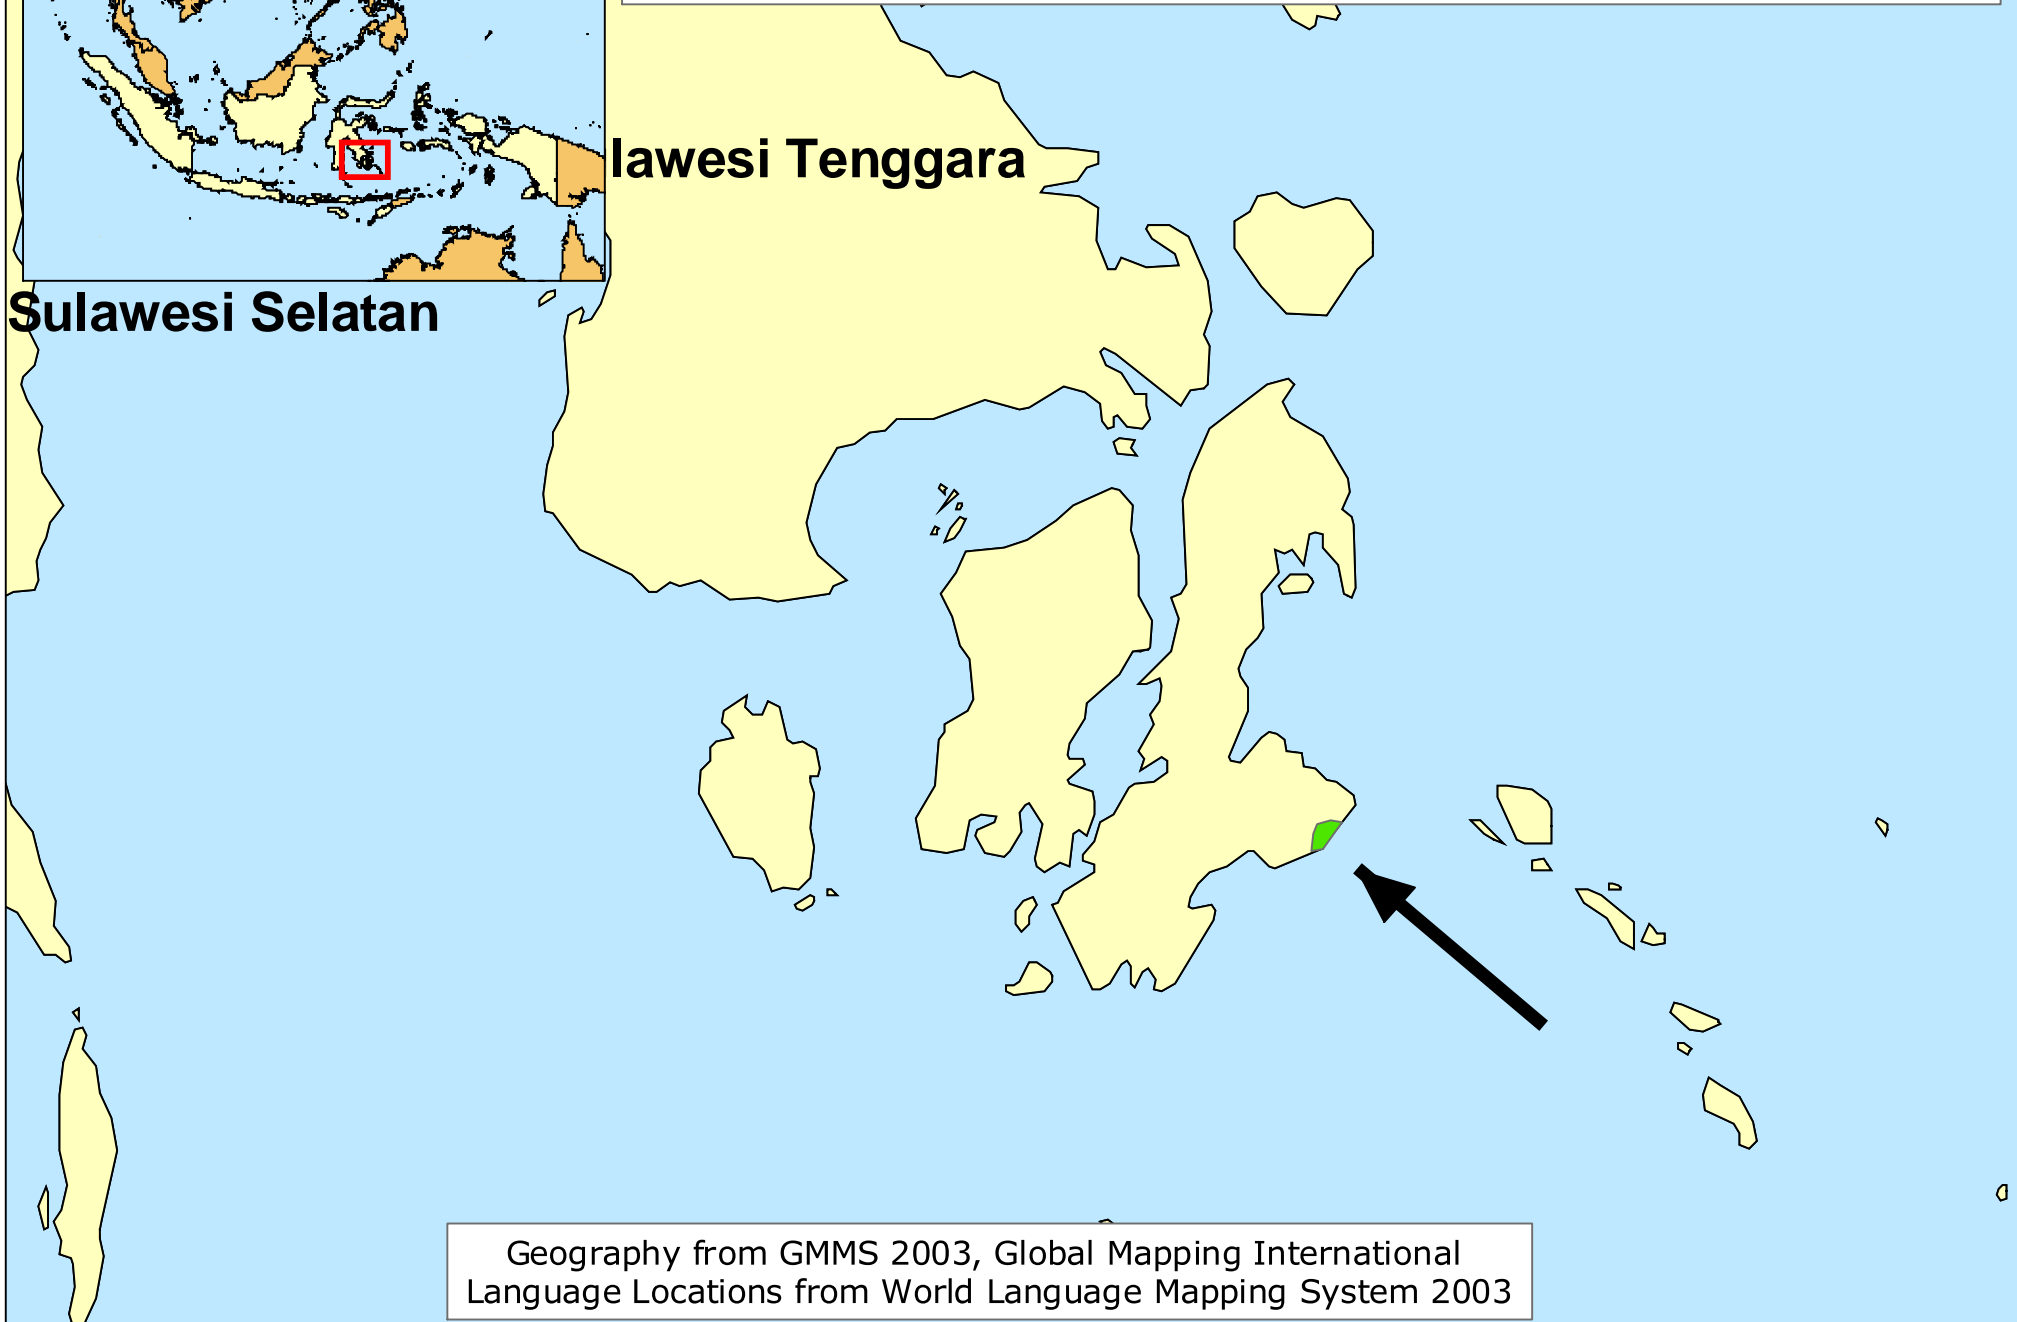 lawesi Tenggara
Sulawesi Selatan
Geography from GMMS 2003, Global Mapping International
Language Locations from World Language Mapping System 2003